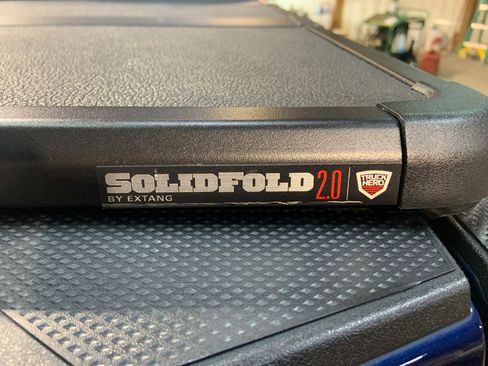 SOLIDFOLD 2.0
BY EXTANG
TRUCK
HERO